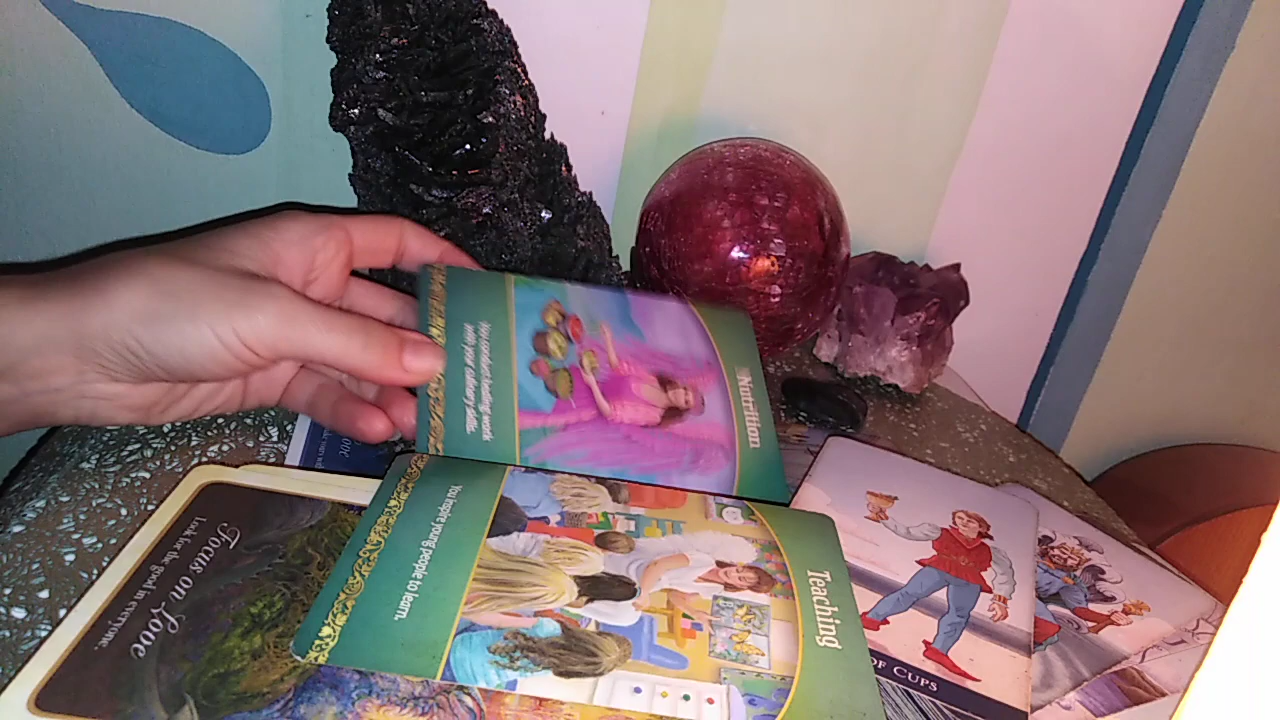 Nutrition
You conduct healing work
with your culinary skills.
Teaching
You inspire young people to learn.
Focus on Love
Look for the good in everyone.
OF CUPS